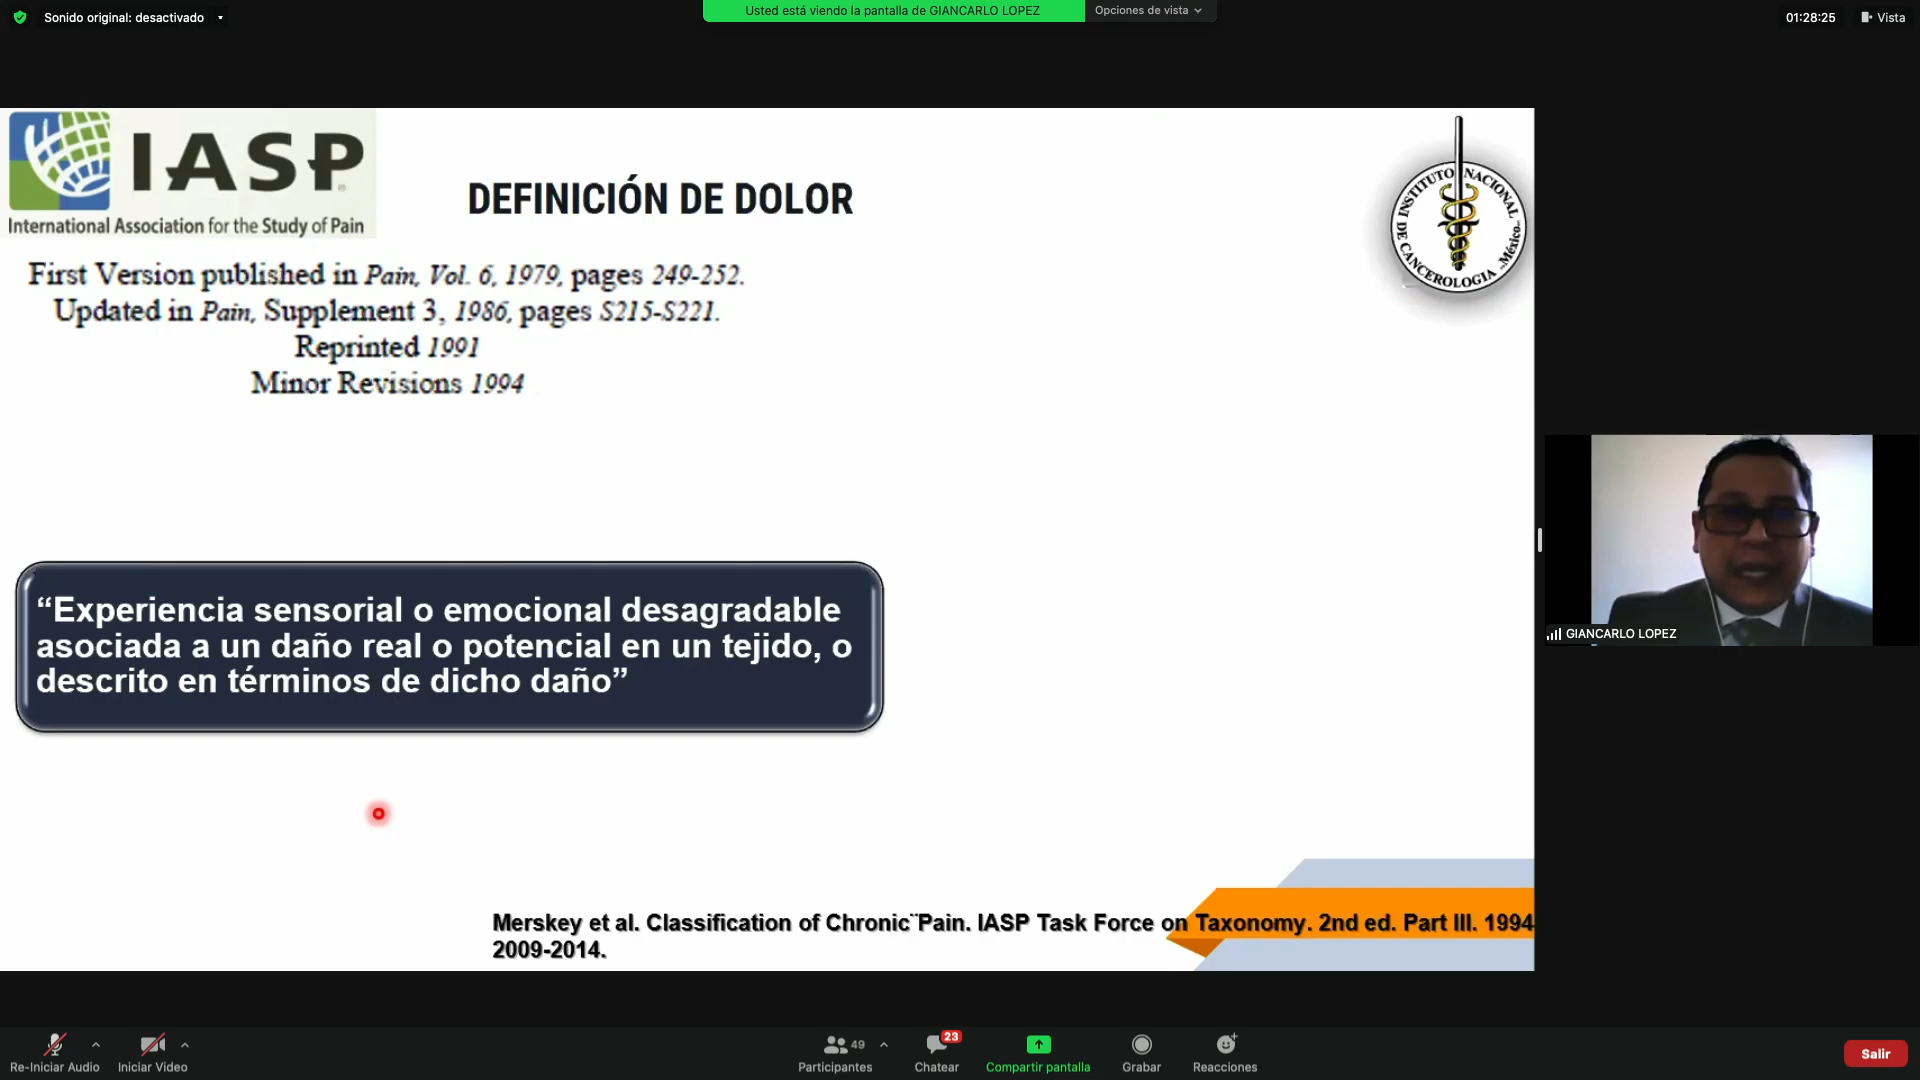 Sonido original: desactivado
Usted está viendo la pantalla de GIANCARLO LOPEZ
Opciones de vista
01:28:25
Vista
IASP
International Association for the Study of Pain
DEFINICIÓN DE DOLOR
INSTITUTO NACIONAL
DE CANCEROLOGIA
México
First Version published in Pain, Vol. 6, 1979, pages 249-252.
Updated in Pain, Supplement 3, 1986, pages S215-S221.
Reprinted 1991
Minor Revisions 1994
“Experiencia sensorial o emocional desagradable
asociada a un daño real o potencial en un tejido, o
descrito en términos de dicho daño”
GIANCARLO LOPEZ
Merskey et al. Classification of Chronic¨Pain. IASP Task Force on Taxonomy. 2nd ed. Part III. 1994
2009-2014.
Re-Iniciar Audio
Iniciar Video
49
Participantes
23
Chatear
Compartir pantalla
Grabar
Reacciones
Salir